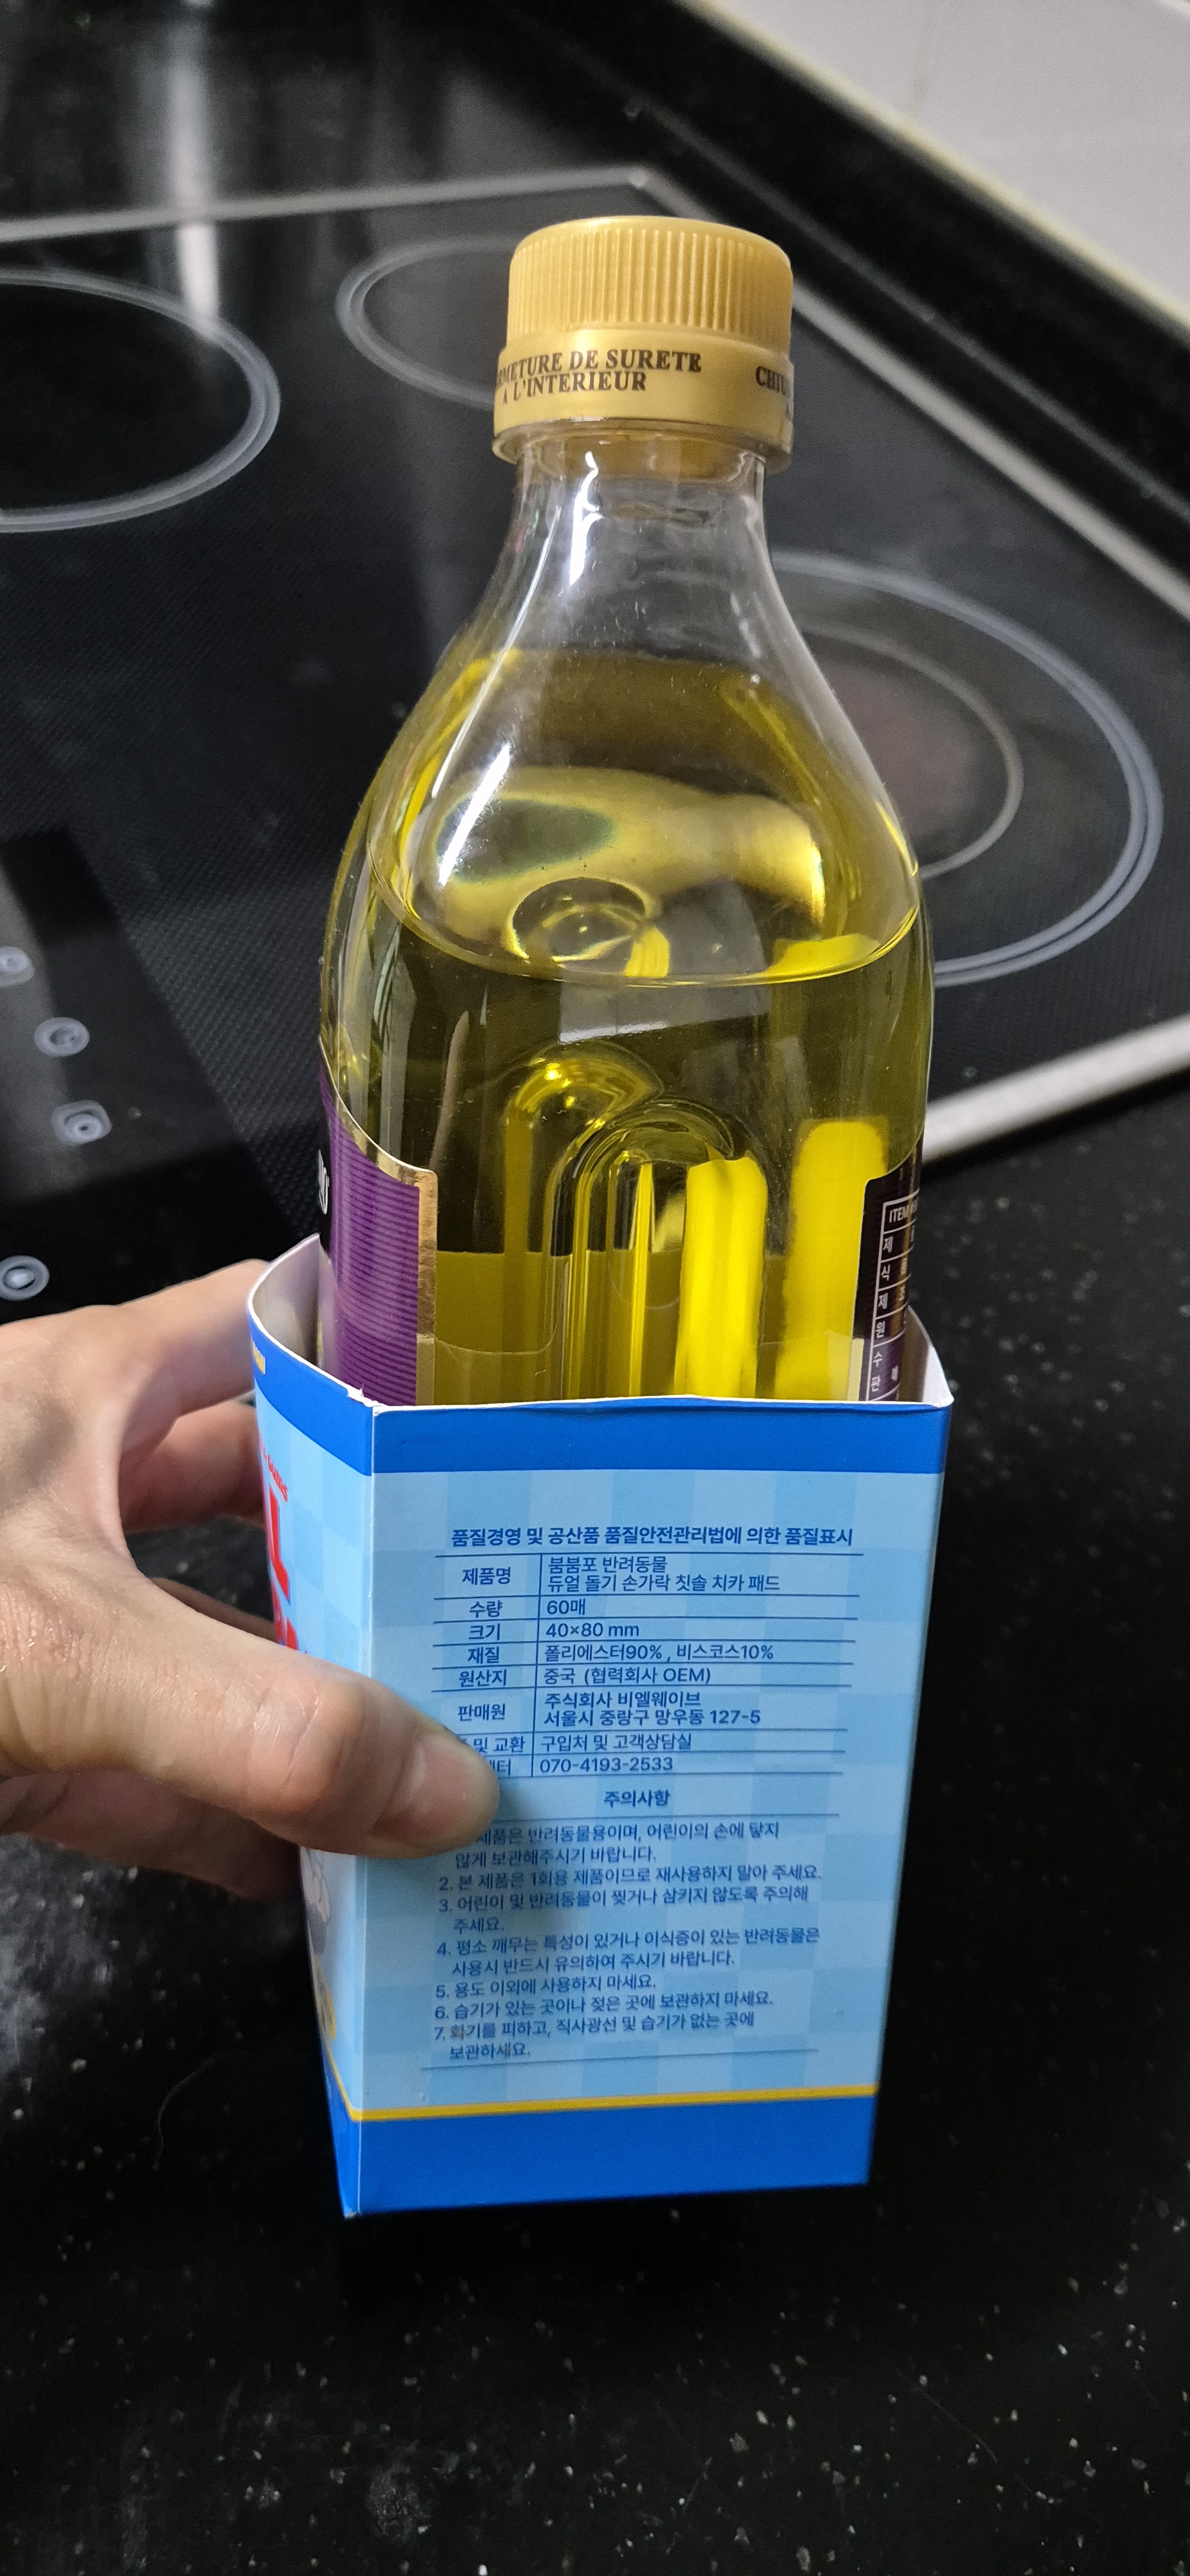 DE SURETE
A L'INTERIEUR
ITEM
제
식
제
원
수
판
품질경영 및 공산품 품질안전관리법에 의한 품질표시
제품명 붐붐포 반려동물
듀얼 돌기 손가락 칫솔 치카 패드
수량 60매
크기 40×80 mm
재질 폴리에스터90% , 비스코스10%
원산지 중국 (협력회사 OEM)
판매원 주식회사 비엘웨이브
서울시 중랑구 망우동 127-5
및 교환 구입처 및 고객상담실
070-4193-2533
주의사항
제품은 반려동물용이며, 어린이의 손에 닿지
않게 보관해주시기 바랍니다.
2. 본 제품은 1회용 제품이므로 재사용하지 말아 주세요.
3. 어린이 및 반려동물이 찢거나 삼키지 않도록 주의해
주세요.
4. 평소 깨무는 특성이 있거나 이식증이 있는 반려동물은
사용시 반드시 유의하여 주시기 바랍니다.
5. 용도 이외에 사용하지 마세요.
6. 습기가 있는 곳이나 젖은 곳에 보관하지 마세요.
7. 화기를 피하고, 직사광선 및 습기가 없는 곳에
보관하세요.